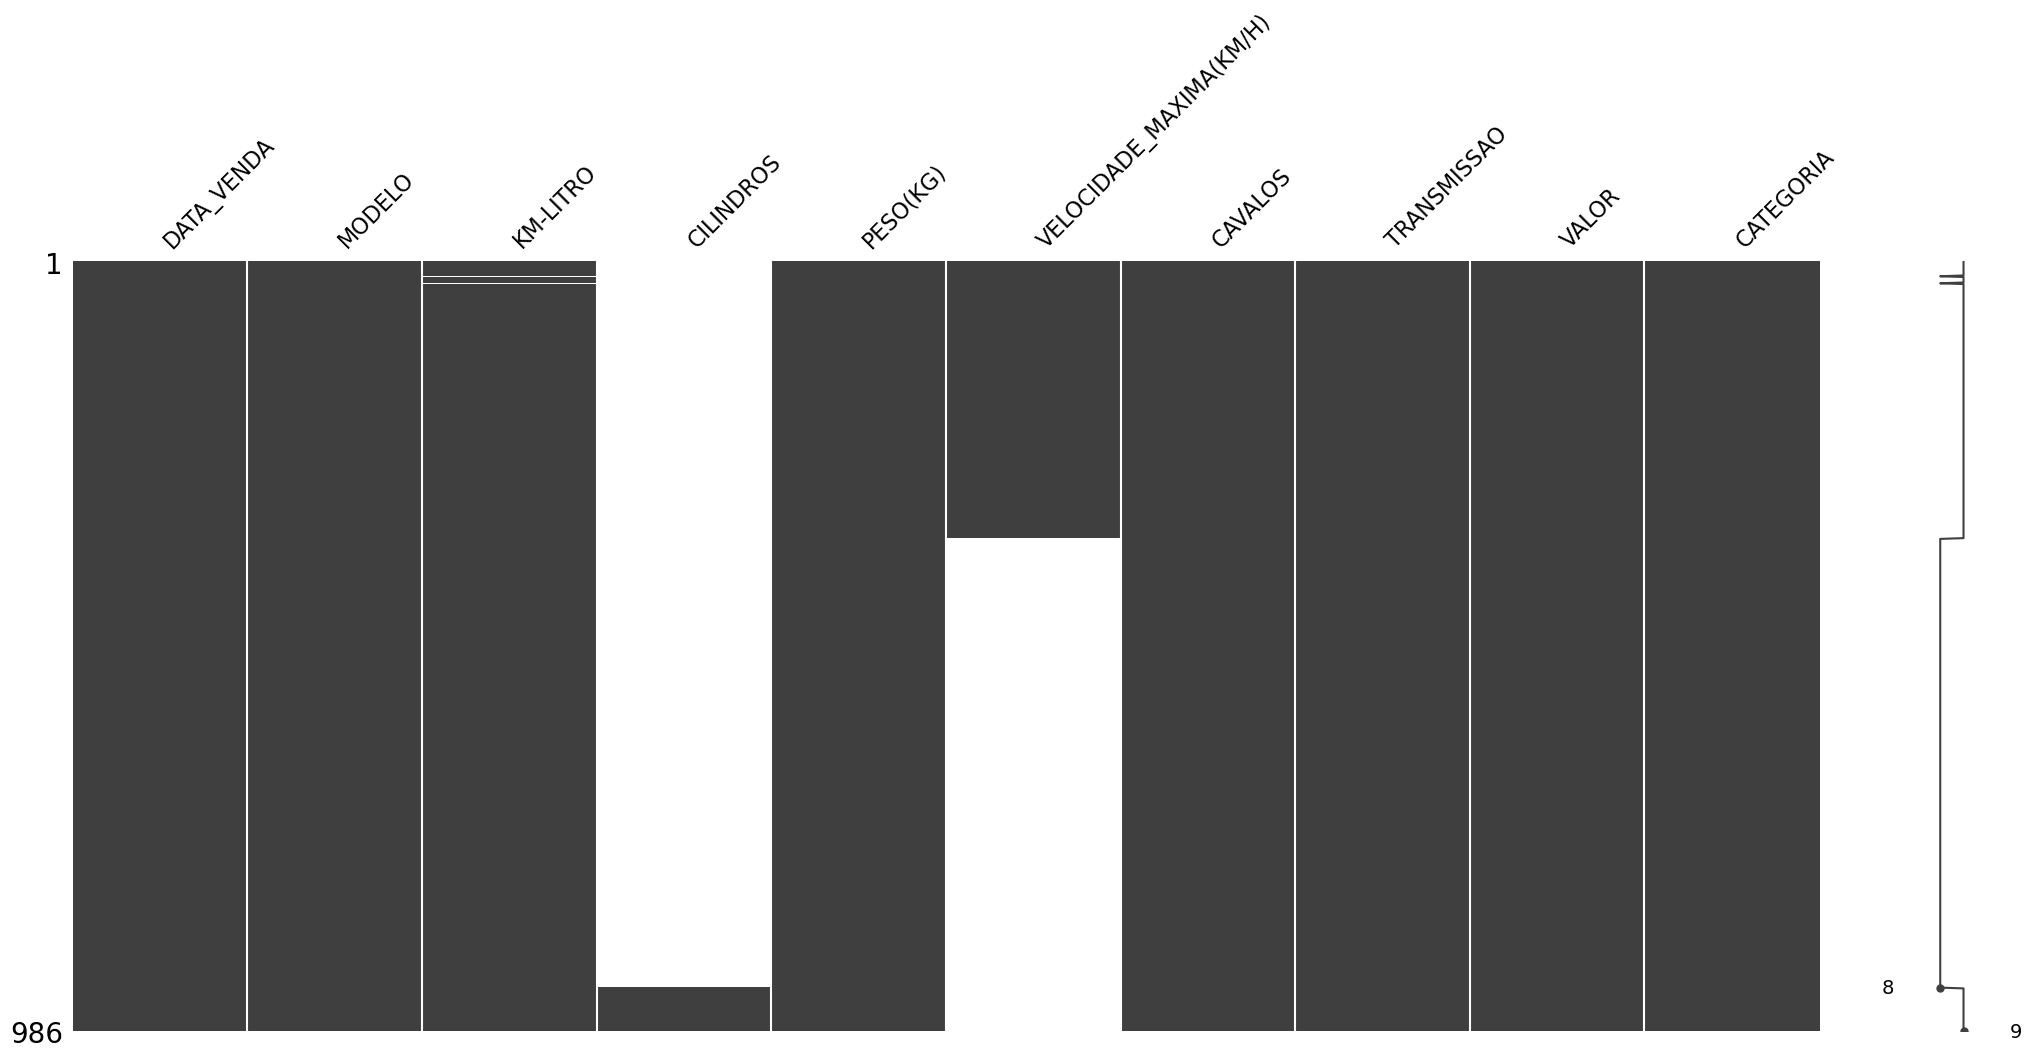 DATA_VENDA
MODELO
KM-LITRO
CILINDROS
PESO(KG)
VELOCIDADE_MAXIMA(KM/H)
CAVALOS
TRANSMISSAO
VALOR
CATEGORIA
1
8
986
9